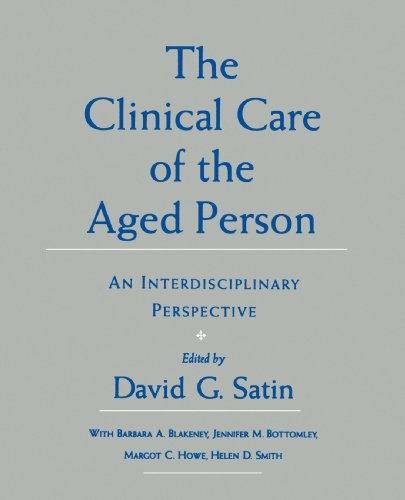 The
Clinical Care
of the
Aged Person
An Interdisciplinary
Perspective
Edited by
David G. Satin
With Barbara A. Blakeney, Jennifer M. Bottomley,
Margot C. Howe, Helen D. Smith